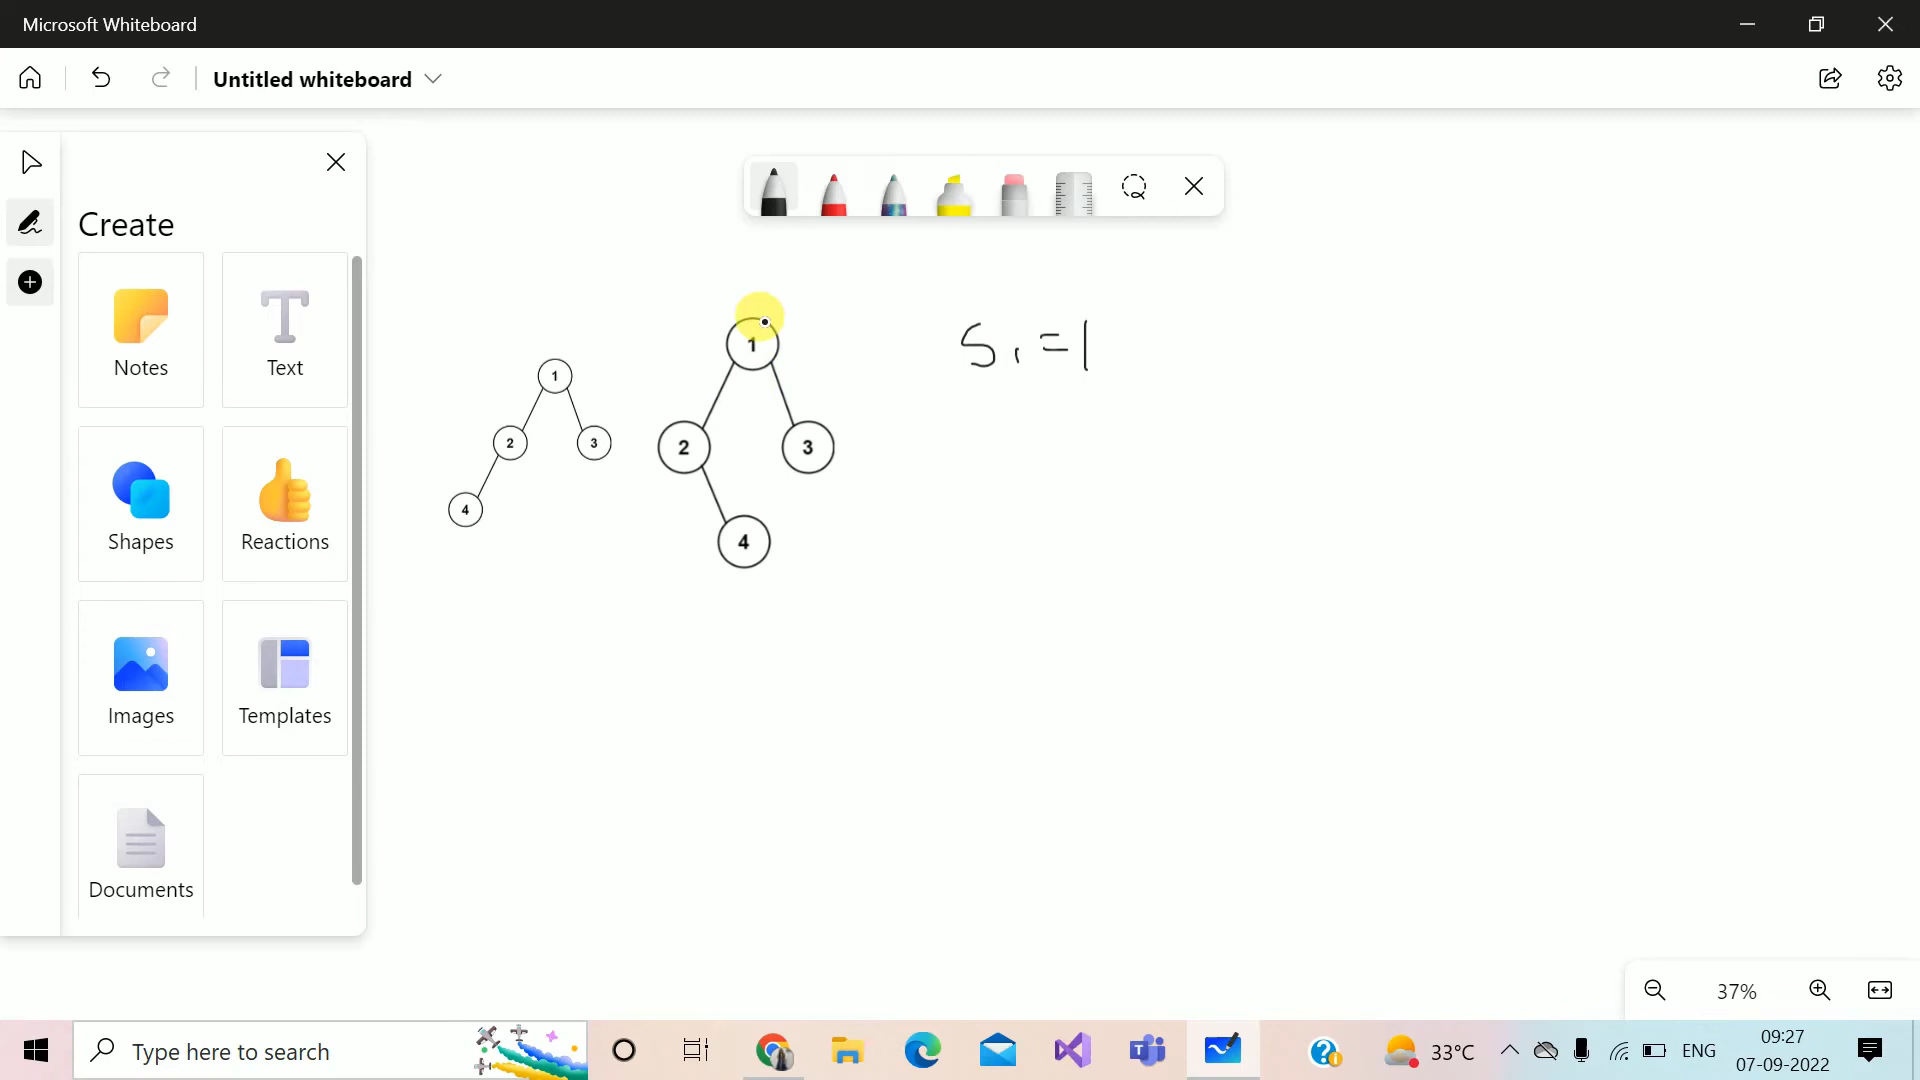 Microsoft Whiteboard
Untitled whiteboard
Create
Notes
Text
Shapes
Reactions
Images
Templates
Documents
1
2
3
4
1
2
3
4
S , = 1
37%
Type here to search
33°C
ENG
09:27
07-09-2022